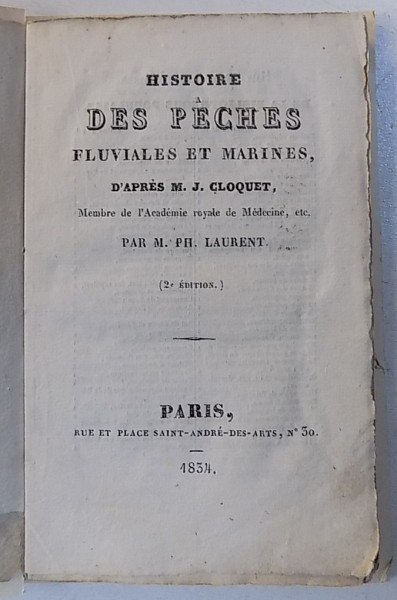 HISTOIRE
DES PÊCHES
FLUVIALES ET MARINES,
D'APRÈS M. J. CLOQUET,
Membre de l'Académie royale de Médecine, etc.
PAR M. PH. LAURENT.
(2e ÉDITION.)
PARIS,
RUE ET PLACE SAINT-ANDRÉ-DES-ARTS, No 30.
1834.